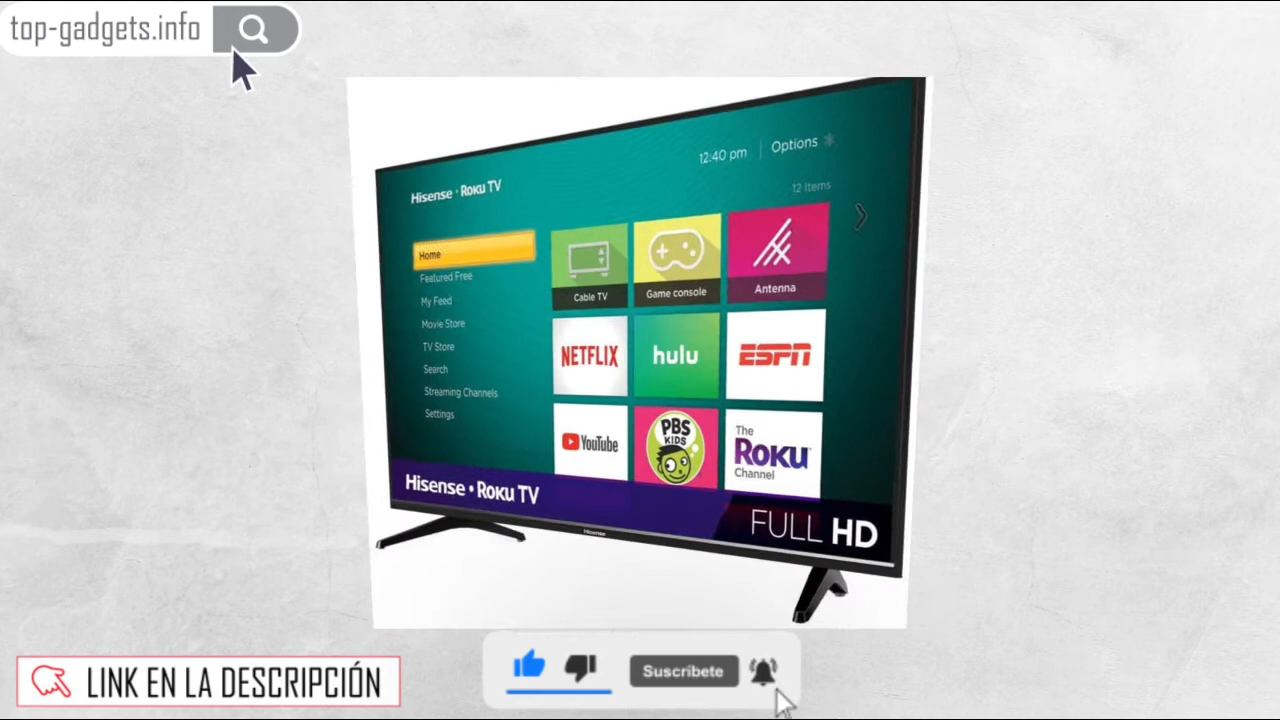 top-gadgets.info
12:40 pm
Options
Hisense • Roku TV
12 Items
Home
Featured Free
My Feed
Movie Store
TV Store
Search
Streaming Channels
Settings
Cable TV
Game console
Antenna
NETFLIX
hulu
ESPN
YouTube
PBS
KIDS
The
Roku
Channel
Hisense • Roku TV
FULL HD
Hisense
LINK EN LA DESCRIPCIÓN
Suscríbete